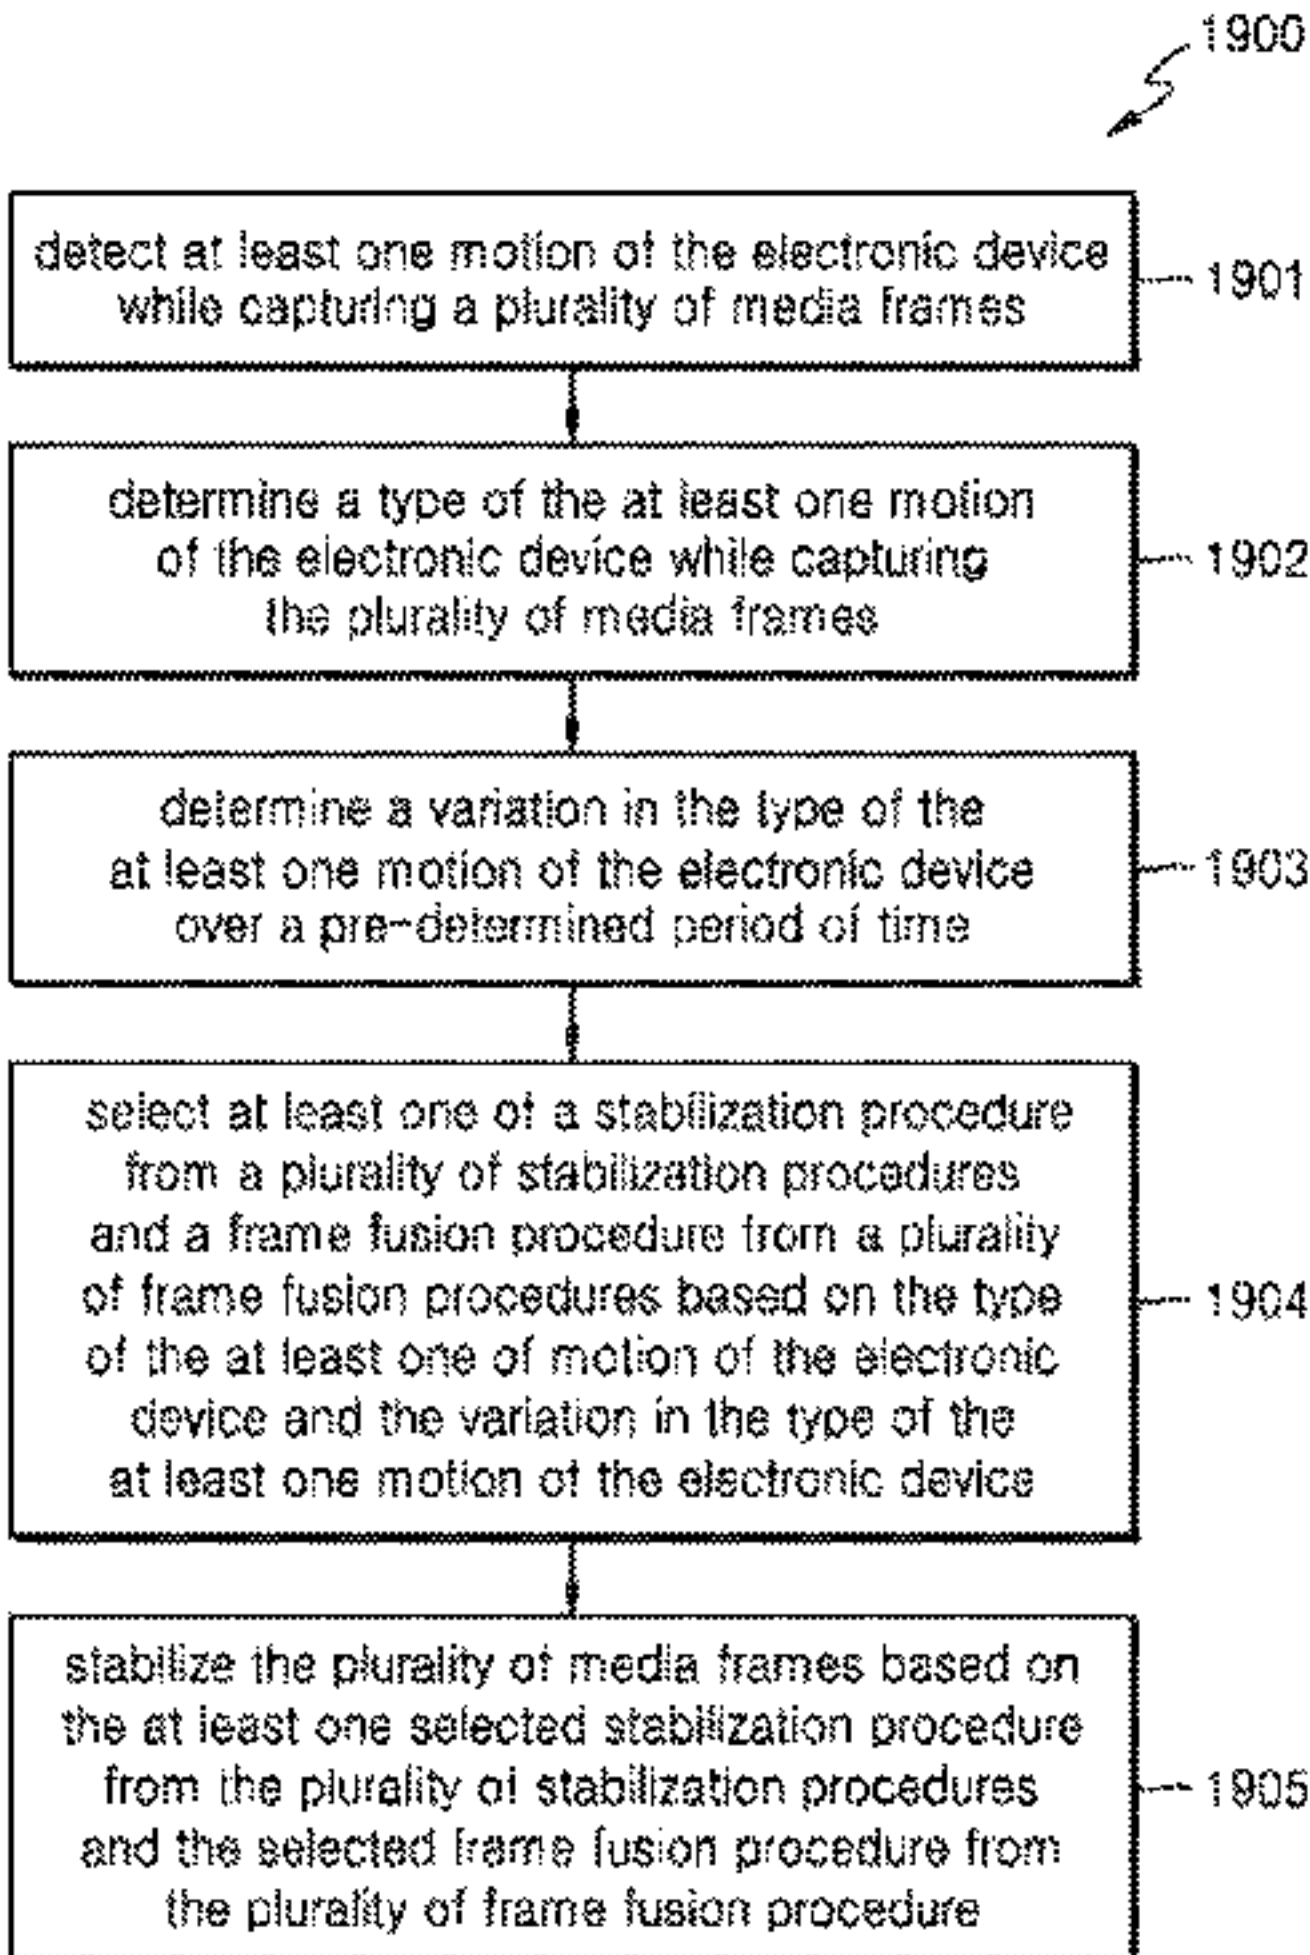 1900
detect at least one motion of the electronic device
while capturing a plurality of media frames
1901
determine a type of the at least one motion
of the electronic device while capturing
the plurality of media frames
1902
determine a variation in the type of the
at least one motion of the electronic device
over a pre-determined period of time
1903
select at least one of a stabilization procedure
from a plurality of stabilization procedures
and a frame fusion procedure from a plurality
of frame fusion procedures based on the type
of the at least one of motion of the electronic
device and the variation in the type of the
at least one motion of the electronic device
1904
stabilize the plurality of media frames based on
the at least one selected stabilization procedure
from the plurality of stabilization procedures
and the selected frame fusion procedure from
the plurality of frame fusion procedure
1905